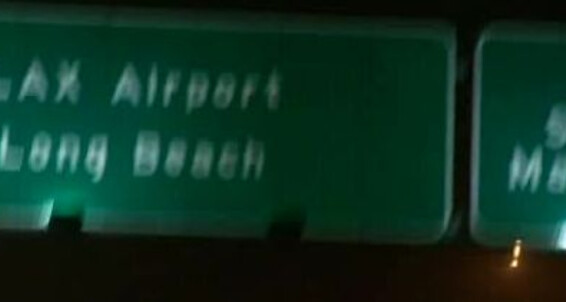 LAX Airport
Long Beach